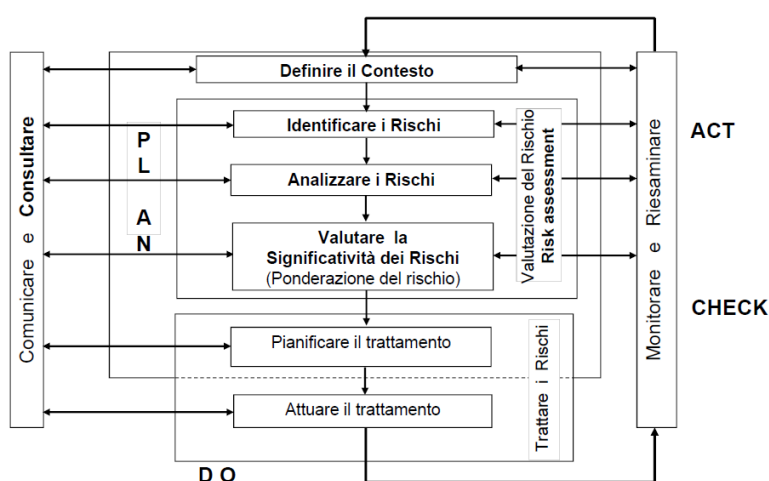 Definire il Contesto
Identificare i Rischi
Analizzare i Rischi
Valutare la
Significatività dei Rischi
(Ponderazione del rischio)
Pianificare il trattamento
Attuare il trattamento
Comunicare e Consultare
P
L
A
N
Valutazione del Rischio
Risk assessment
Trattare i Rischi
Monitorare e Riesaminare
ACT
CHECK
D O